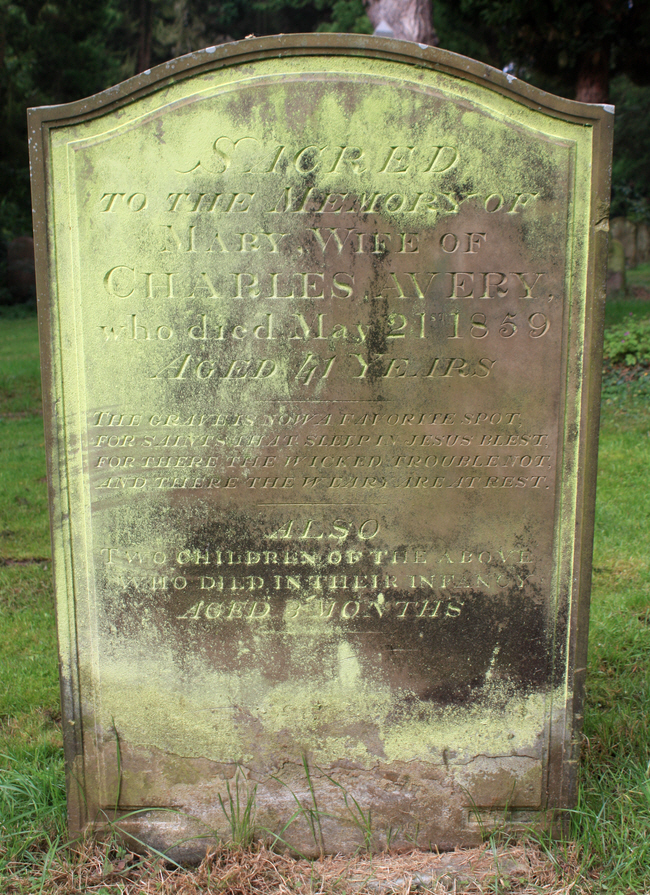 SACRED
TO THE MEMORY OF
MARY, WIFE OF
CHARLES AVERY,
who died May 21st 1859
AGED 41 YEARS
THE GRAVE IS NOW A FAVORITE SPOT,
FOR SAINTS THAT SLEEP IN JESUS BLEST,
FOR THERE THE WICKED TROUBLE NOT,
AND THERE THE WEARY ARE AT REST.
ALSO
TWO CHILDREN OF THE ABOVE
WHO DIED IN THEIR INFANCY
AGED MONTHS